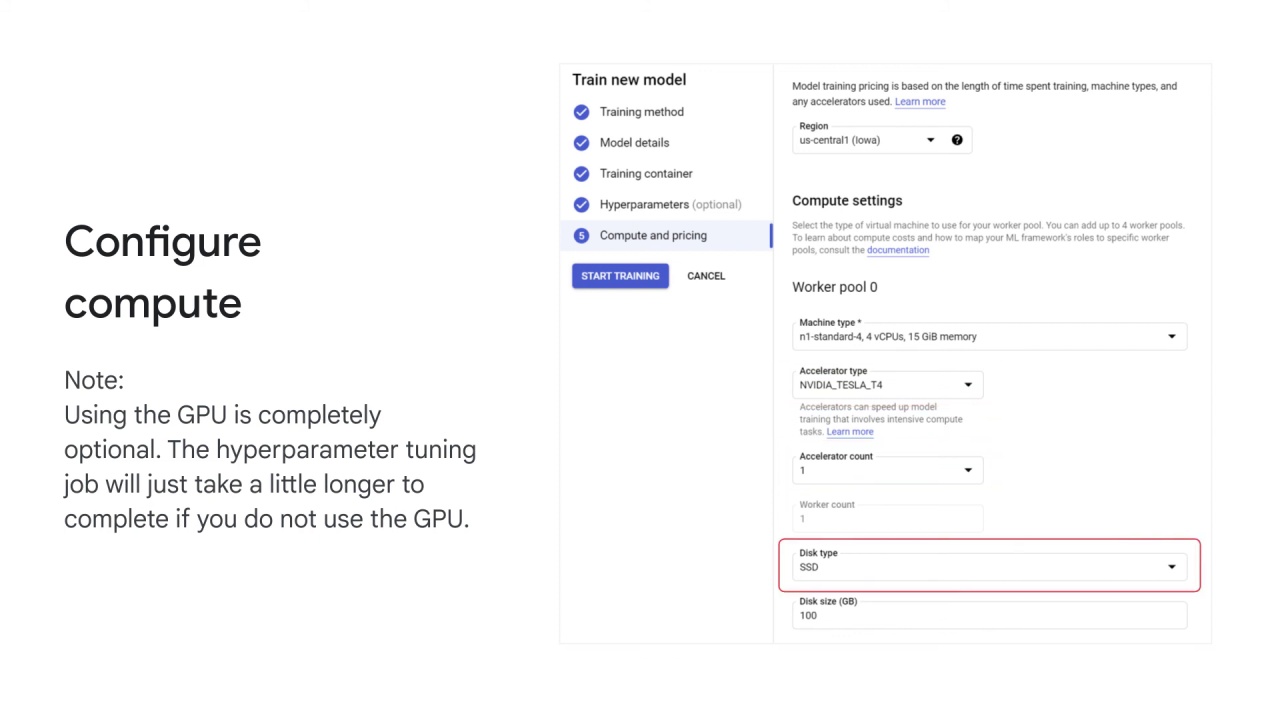 Configure
compute
Note:
Using the GPU is completely
optional. The hyperparameter tuning
job will just take a little longer to
complete if you do not use the GPU.
Train new model
Training method
Model details
Training container
Hyperparameters (optional)
5 Compute and pricing
START TRAINING CANCEL
Model training pricing is based on the length of time spent training, machine types, and
any accelerators used. Learn more
Region
us-central1 (Iowa)
Compute settings
Select the type of virtual machine to use for your worker pool. You can add up to 4 worker pools.
To learn about compute costs and how to map your ML framework's roles to specific worker
pools, consult the documentation
Worker pool 0
Machine type *
n1-standard-4, 4 vCPUs, 15 GiB memory
Accelerator type
NVIDIA_TESLA_T4
Accelerators can speed up model
training that involves intensive compute
tasks. Learn more
Accelerator count
1
Worker count
1
Disk type
SSD
Disk size (GB)
100